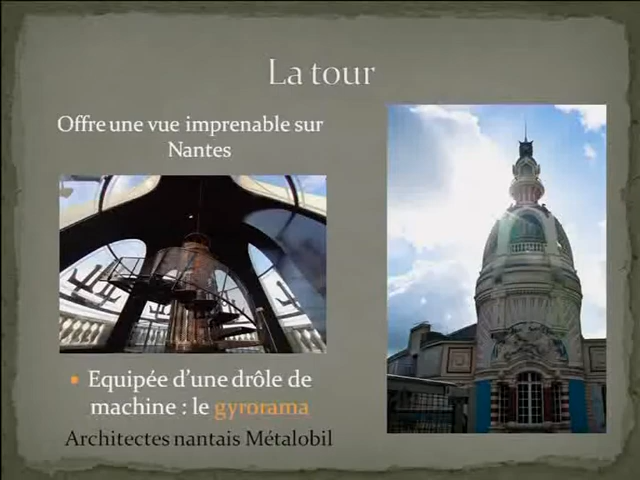 La tour
Offre une vue imprenable sur
Nantes
Equipée d'une drôle de
machine : le gyrorama
Architectes nantais Métalobil